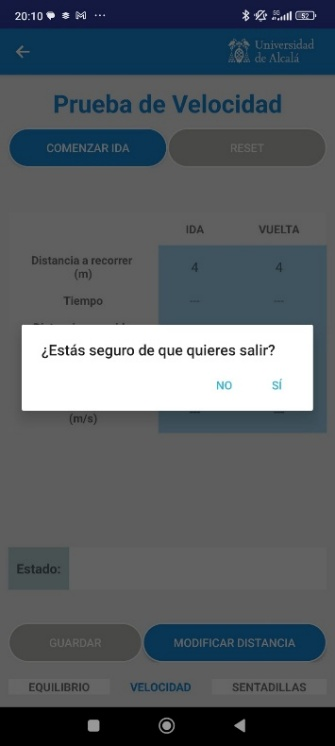 20:10
52
Universidad
de Alcalá
Prueba de Velocidad
COMENZAR IDA
RESET
IDA
VUELTA
Distancia a recorrer
(m)
4
4
Tiempo
---
---
¿Estás seguro de que quieres salir?
NO
SÍ
(m/s)
Estado:
GUARDAR
MODIFICAR DISTANCIA
EQUILIBRIO
VELOCIDAD
SENTADILLAS